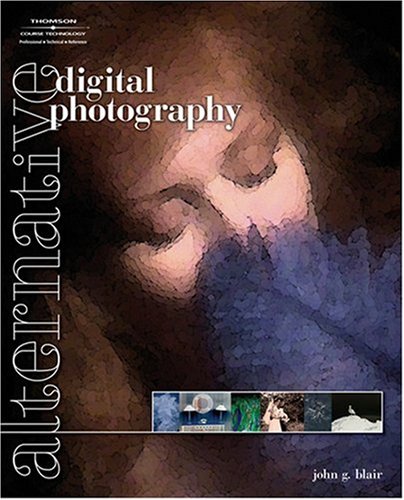 THOMSON
COURSE TECHNOLOGY
Professional ■ Technical ■ Reference
alternative
digital
photography
john g. blair